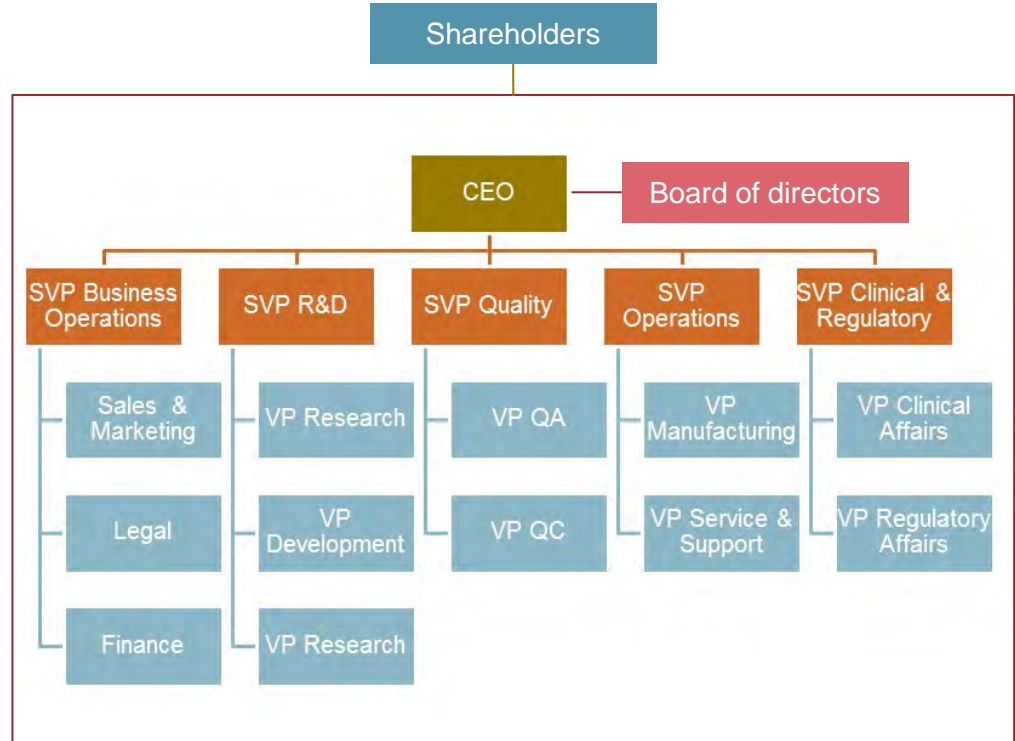 Shareholders
CEO
Board of directors
SVP Business
Operations
SVP R&D
SVP Quality
SVP
Operations
SVP Clinical &
Regulatory
Sales &
Marketing
VP Research
VP QA
VP
Manufacturing
VP Clinical
Affairs
Legal
VP
Development
VP QC
VP Service &
Support
VP Regulatory
Affairs
Finance
VP Research